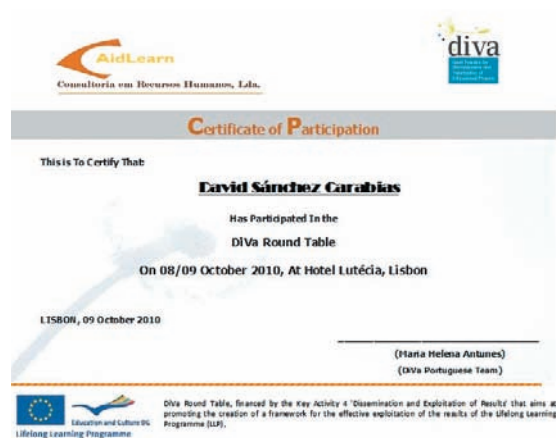 AidLearn
Consultoria em Recursos Humanos, Lda.
diva
Certificate of Participation
This is To Certify That:
David Sánchez Carabias
Has Participated In the
DiVa Round Table
On 08/09 October 2010, At Hotel Lutécia, Lisbon
LISBON, 09 October 2010
(Maria Helena Antunes)
(DiVa Portuguese Team)
Education and Culture DG
Lifelong Learning Programme
DiVa Round Table, financed by the Key Activity 4 'Dissemination and Exploitation of Results' that aims at
promoting the creation of a framework for the effective exploitation of the results of the Lifelong Learning
Programme (LLP).